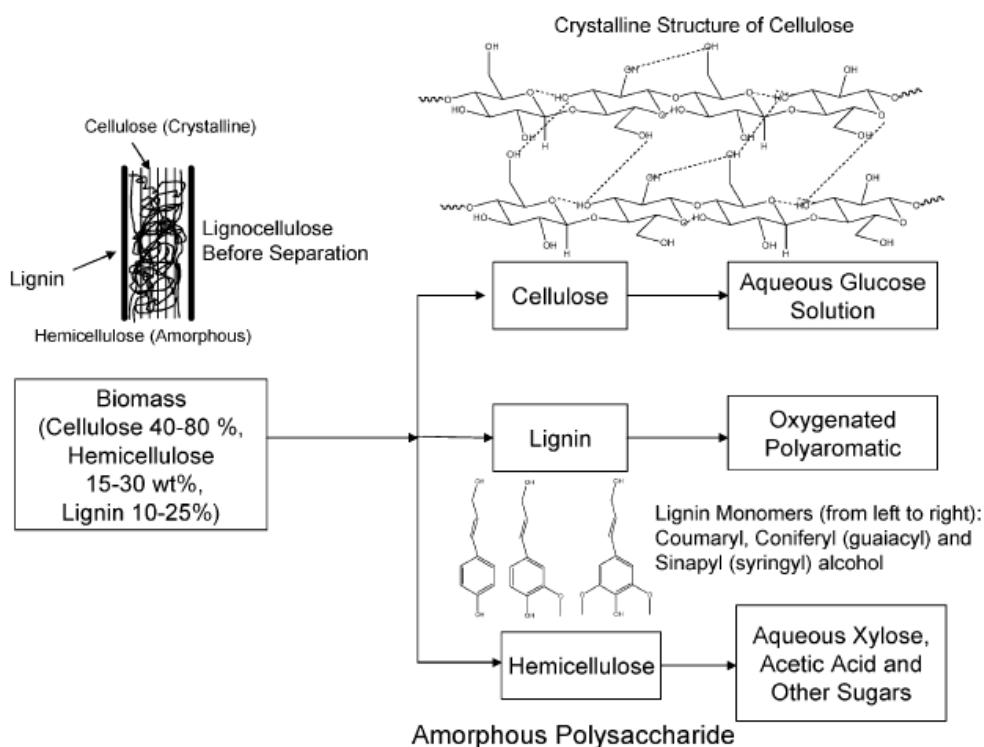 Crystalline Structure of Cellulose
Cellulose (Crystalline)
Lignocellulose
Before Separation
Lignin
Hemicellulose (Amorphous)
Biomass
(Cellulose 40-80 %,
Hemicellulose
15-30 wt%,
Lignin 10-25%)
Cellulose
Aqueous Glucose
Solution
Lignin
Oxygenated
Polyaromatic
Lignin Monomers (from left to right):
Coumaryl, Coniferyl (guaiacyl) and
Sinapyl (syringyl) alcohol
Hemicellulose
Aqueous Xylose,
Acetic Acid and
Other Sugars
Amorphous Polysaccharide